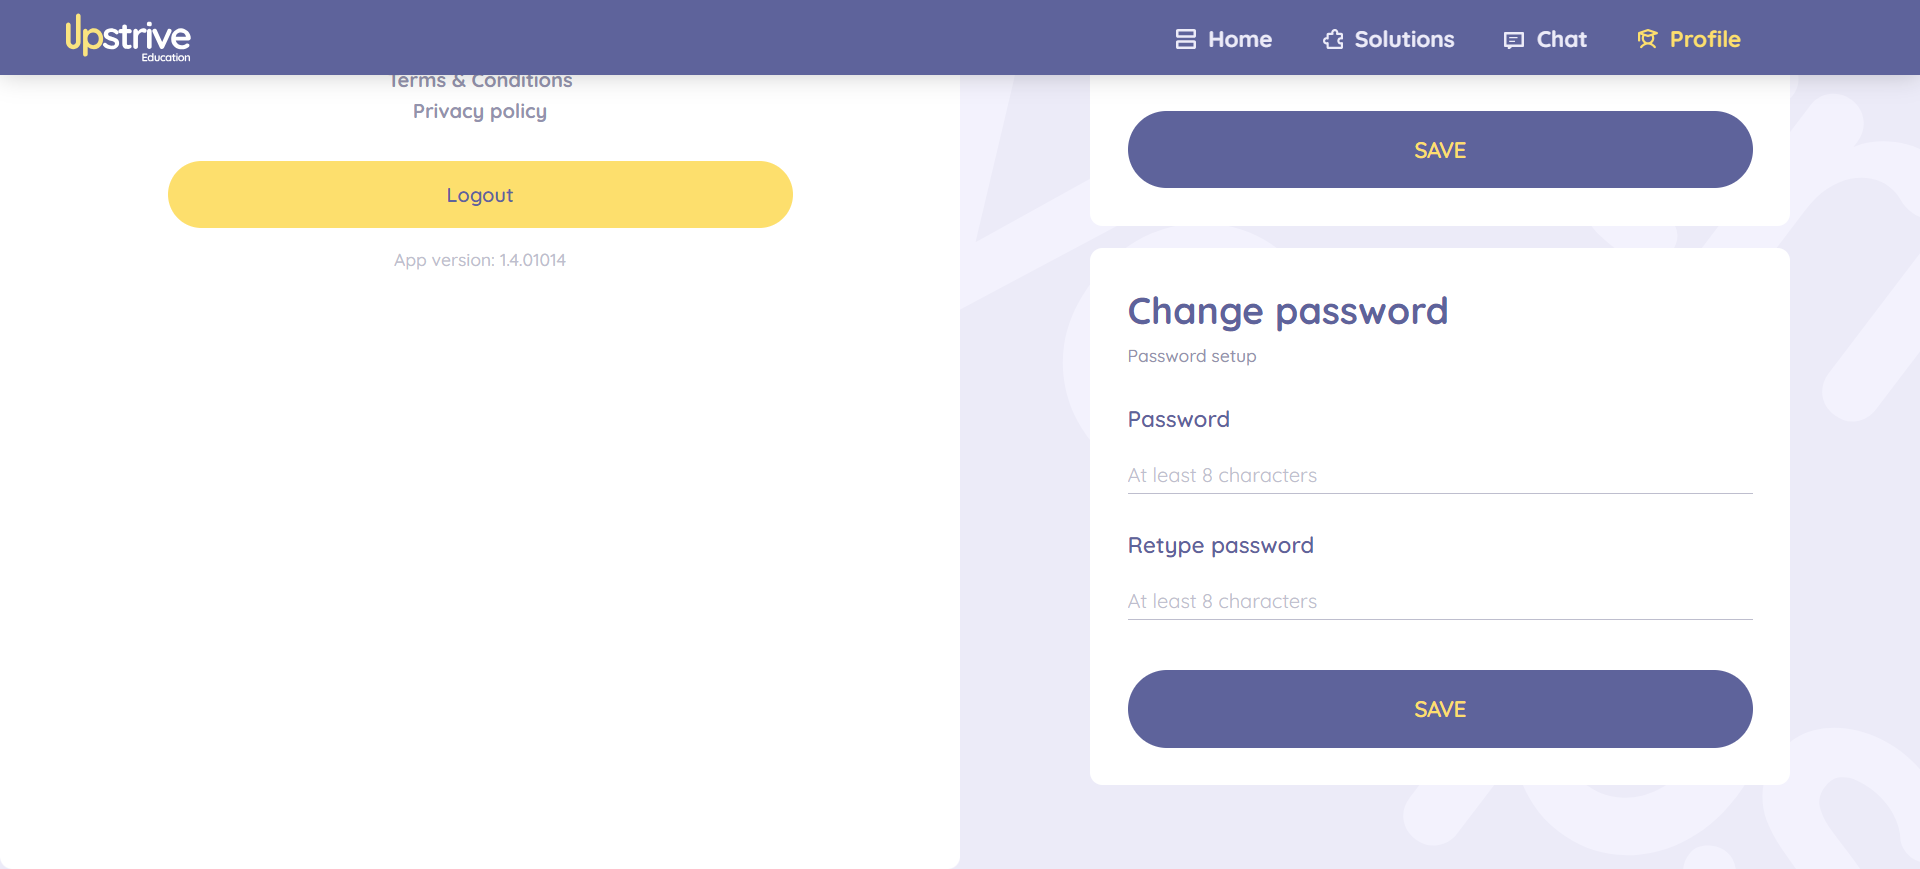 Upstrive
Education
Home
Solutions
Chat
Profile
Terms & Conditions
Privacy policy
Logout
App version: 1.4.01014
SAVE
Change password
Password setup
Password
At least 8 characters
Retype password
At least 8 characters
SAVE